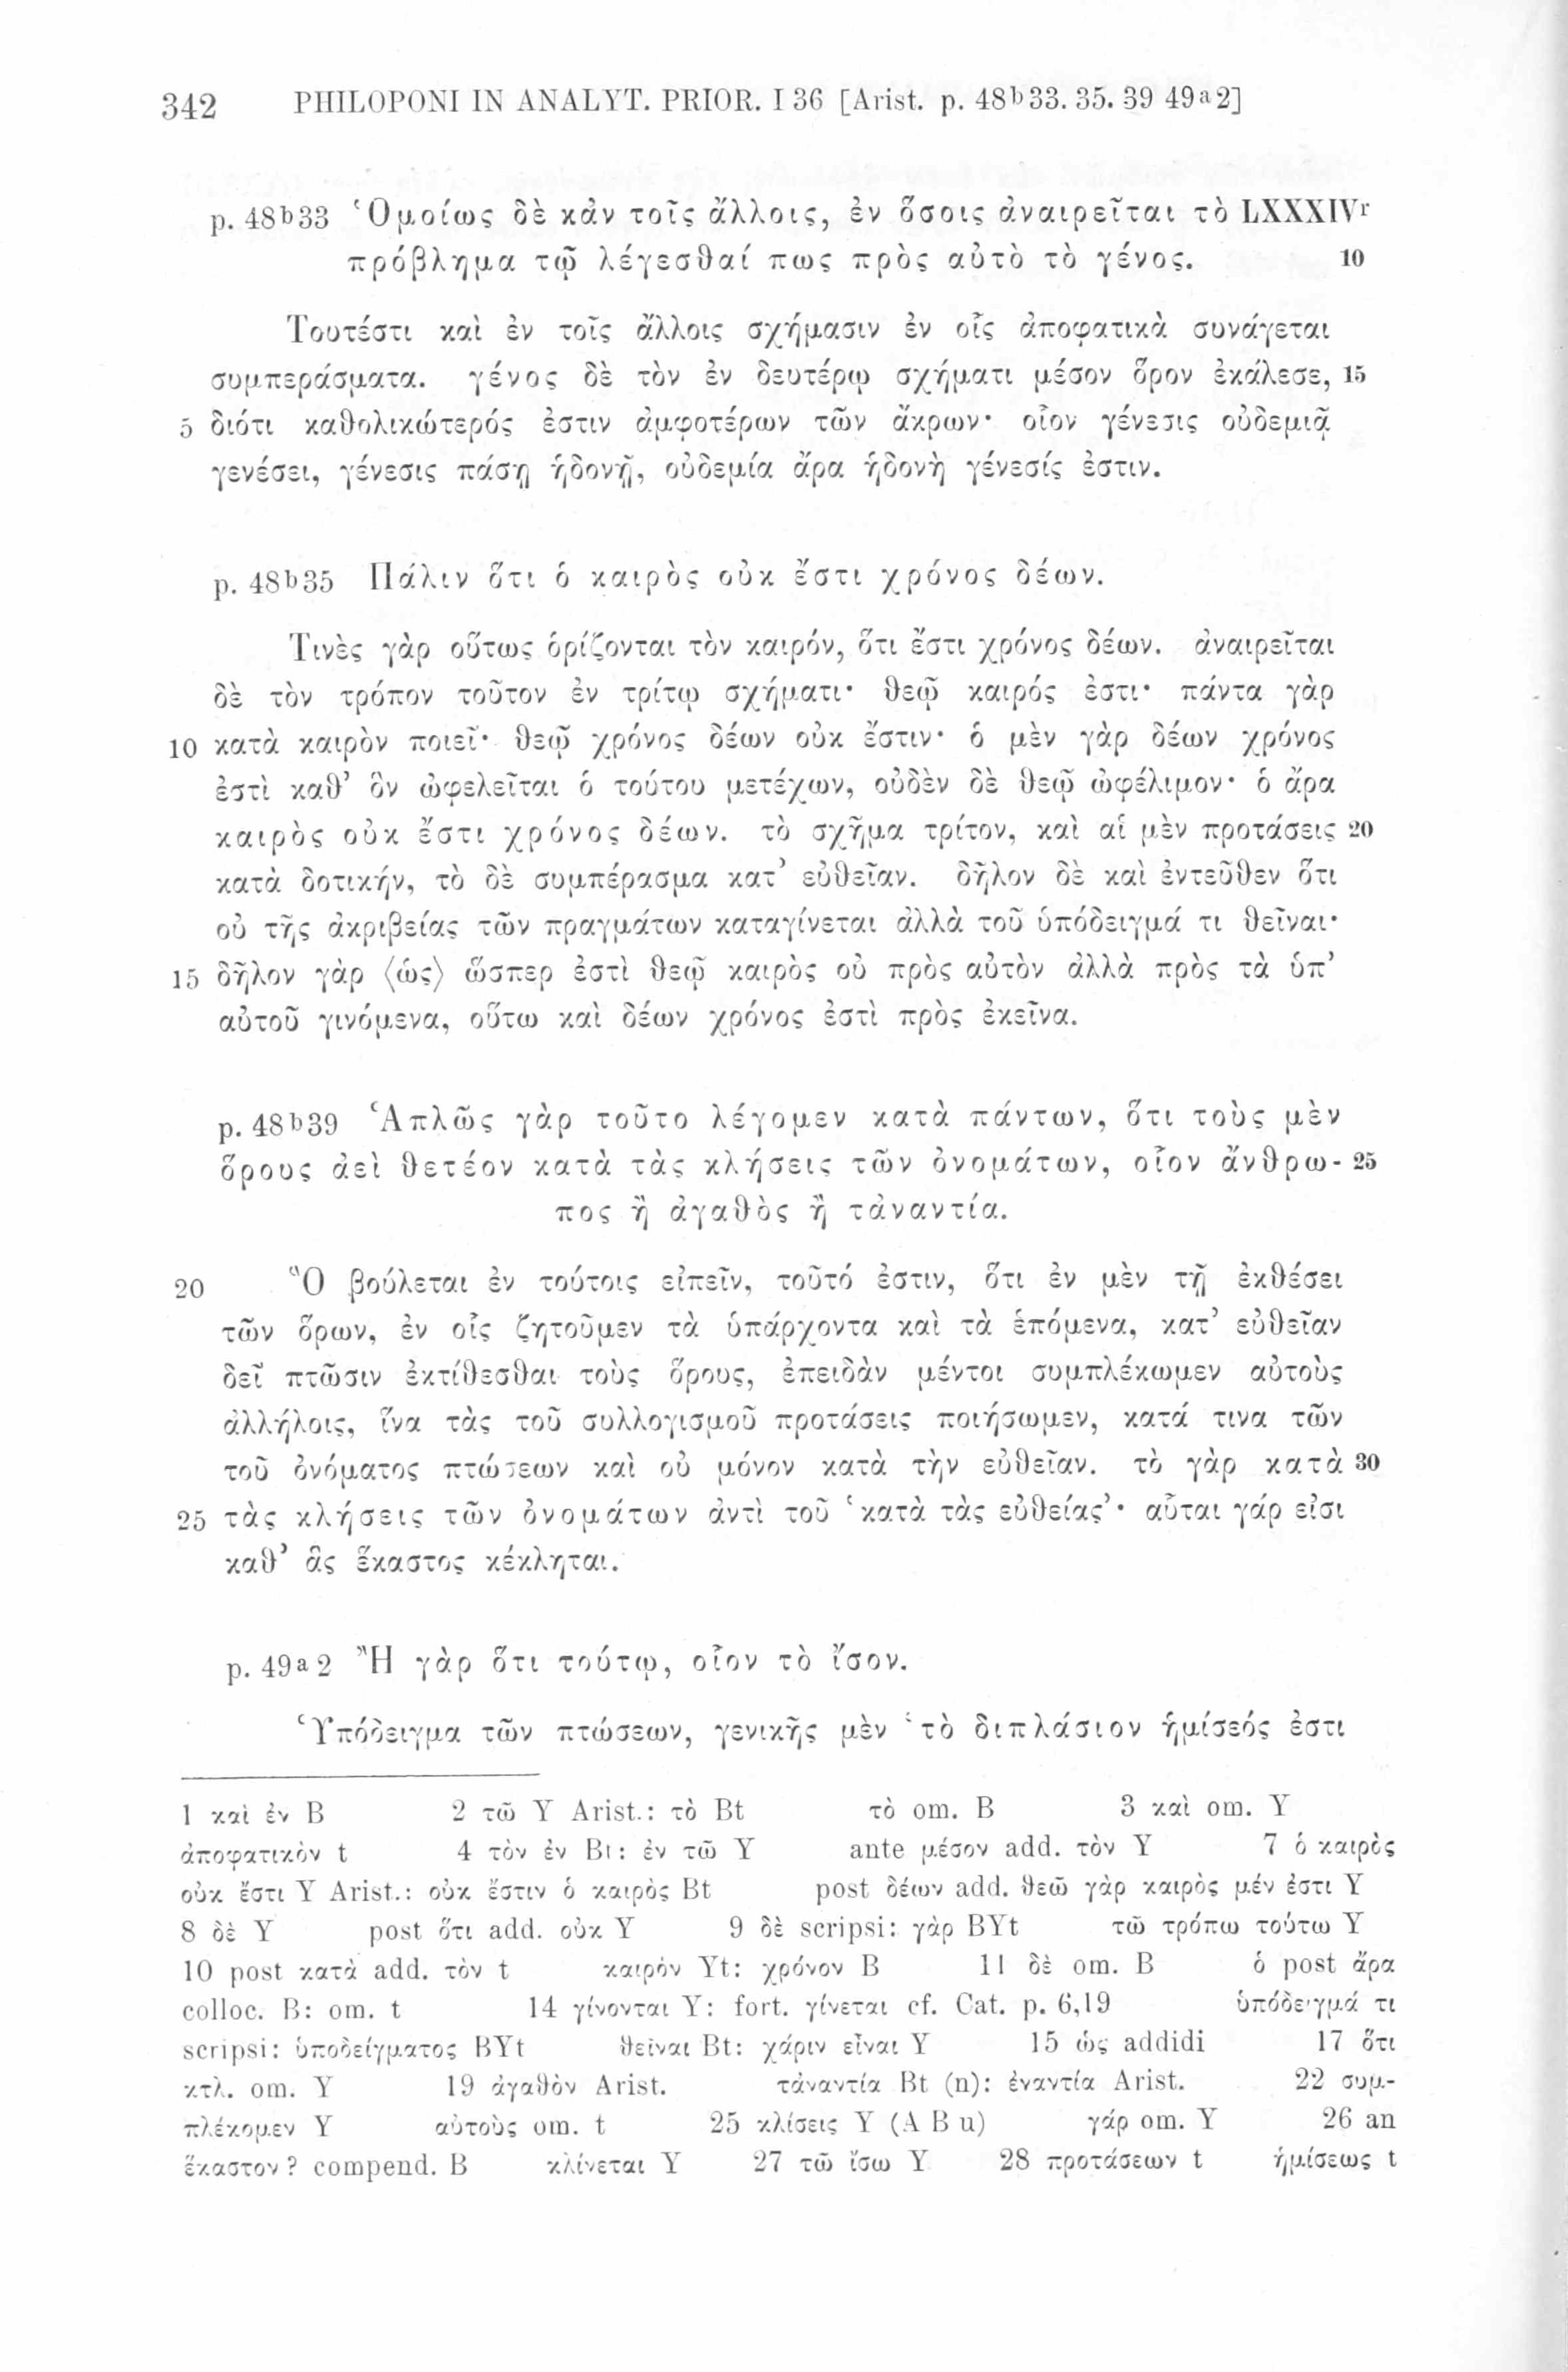 342 PHILOPONI IN ANALYT. PRIOR. I 36 [Arist. p. 48b33. 35. 39 49a2]
p. 48b33 Ὁμοίως δὲ κἀν τοῖς ἄλλοις, ἐν ὅσοις ἀναιρεῖται τὸ LXXXIVr
πρόβλημα τῷ λέγεσθαί πως πρὸς αὐτὸ τὸ γένος. 10
Τουτέστι καὶ ἐν τοῖς ἄλλοις σχήμασιν ἐν οἷς ἀποφατικὰ συνάγεται
συμπεράσματα. γένος δὲ τὸν ἐν δευτέρῳ σχήματι μέσον ὅρον ἐκάλεσε, 15
5 διότι καθολικώτερός ἐστιν ἀμφοτέρων τῶν ἄκρων· οἷον γένεσις οὐδεμιᾷ
γενέσει, γένεσις πάσῃ ἡδονῇ, οὐδεμία ἄρα ἡδονὴ γένεσίς ἐστιν.
p. 48b35 Πάλιν ὅτι ὁ καιρὸς οὐκ ἔστι χρόνος δέων.
Τινὲς γὰρ οὕτως ὁρίζονται τὸν καιρόν, ὅτι ἔστι χρόνος δέων. ἀναιρεῖται
δὲ τὸν τρόπον τοῦτον ἐν τρίτῳ σχήματι· θεῷ καιρός ἐστι· πάντα γὰρ
10 κατὰ καιρὸν ποιεῖ· θεῷ χρόνος δέων οὐκ ἔστιν· ὁ μὲν γὰρ δέων χρόνος
ἐστὶ καθ’ ὃν ὠφελεῖται ὁ τούτου μετέχων, οὐδὲν δὲ θεῷ ὠφέλιμον· ὁ ἄρα
καιρὸς οὐκ ἔστι χρόνος δέων. τὸ σχῆμα τρίτον, καὶ αἱ μὲν προτάσεις 20
κατὰ δοτικήν, τὸ δὲ συμπέρασμα κατ’ εὐθεῖαν. δῆλον δὲ καὶ ἐντεῦθεν ὅτι
οὐ τῆς ἀκριβείας τῶν πραγμάτων καταγίνεται ἀλλὰ τοῦ ὑπόδειγμά τι θεῖναι·
15 δῆλον γὰρ ⟨ὡς⟩ ὥσπερ ἐστὶ θεῷ καιρὸς οὐ πρὸς αὐτὸν ἀλλὰ πρὸς τὰ ὑπ’
αὐτοῦ γινόμενα, οὕτω καὶ δέων χρόνος ἐστὶ πρὸς ἐκεῖνα.
p. 48b39 Ἁπλῶς γὰρ τοῦτο λέγομεν κατὰ πάντων, ὅτι τοὺς μὲν
ὅρους ἀεὶ θετέον κατὰ τὰς κλήσεις τῶν ὀνομάτων, οἷον ἄνθρω- 25
πος ἢ ἀγαθὸς ἢ τἀναντία.
20 Ὃ βούλεται ἐν τούτοις εἰπεῖν, τοῦτό ἐστιν, ὅτι ἐν μὲν τῇ ἐκθέσει
τῶν ὅρων, ἐν οἷς ζητοῦμεν τὰ ὑπάρχοντα καὶ τὰ ἑπόμενα, κατ’ εὐθεῖαν
δεῖ πτῶσιν ἐκτίθεσθαι τοὺς ὅρους, ἐπειδὰν μέντοι συμπλέκωμεν αὐτοὺς
ἀλλήλοις, ἵνα τὰς τοῦ συλλογισμοῦ προτάσεις ποιήσωμεν, κατά τινα τῶν
τοῦ ὀνόματος πτώσεων καὶ οὐ μόνον κατὰ τὴν εὐθεῖαν. τὸ γὰρ κατὰ 30
25 τὰς κλήσεις τῶν ὀνομάτων ἀντὶ τοῦ ‘κατὰ τὰς εὐθείας’· αὗται γάρ εἰσι
καθ’ ἃς ἕκαστος κέκληται.
p. 49a2 Ἢ γὰρ ὅτι τούτῳ, οἷον τὸ ἴσον.
Ὑπόδειγμα τῶν πτώσεων, γενικῆς μὲν ‘τὸ διπλάσιον ἡμίσεός ἐστι
1 καὶ ἐν B 2 τῶ Y Arist.: τὸ Bt τὸ om. B 3 καὶ om. Y
ἀποφατικὸν t 4 τὸν ἐν Bt: ἐν τῶ Y ante μέσον add. τὸν Y 7 ὁ καιρὸς
οὐκ ἔστι Y Arist.: οὐκ ἔστιν ὁ καιρὸς Bt post δέων add. θεῶ γὰρ καιρὸς μέν ἐστι Y
8 δὲ Y post ὅτι add. οὐκ Y 9 δὲ scripsi: γὰρ BYt τῶ τρόπω τούτω Y
10 post κατὰ add. τὸν t καιρὸν Yt: χρόνον B 11 δὲ om. B ὁ post ἄρα
colloc. B: om. t 14 γίνονται Y: fort. γίνεται cf. Cat. p. 6,19 ὑπόδειγμά τι
scripsi: ὑποδείγματος BYt θεῖναι Bt: χάριν εἶναι Y 15 ὡς addidi 17 ὅτι
κτλ. om. Y 19 ἀγαθὸν Arist. τἀναντία Bt (n): ἐναντία Arist. 22 συμ-
πλέκομεν Y αὐτοὺς om. t 25 κλίσεις Y (A B u) γάρ om. Y 26 an
ἕκαστον? compend. B κλίνεται Y 27 τῶ ἴσω Y 28 προτάσεων t ἡμίσεως t